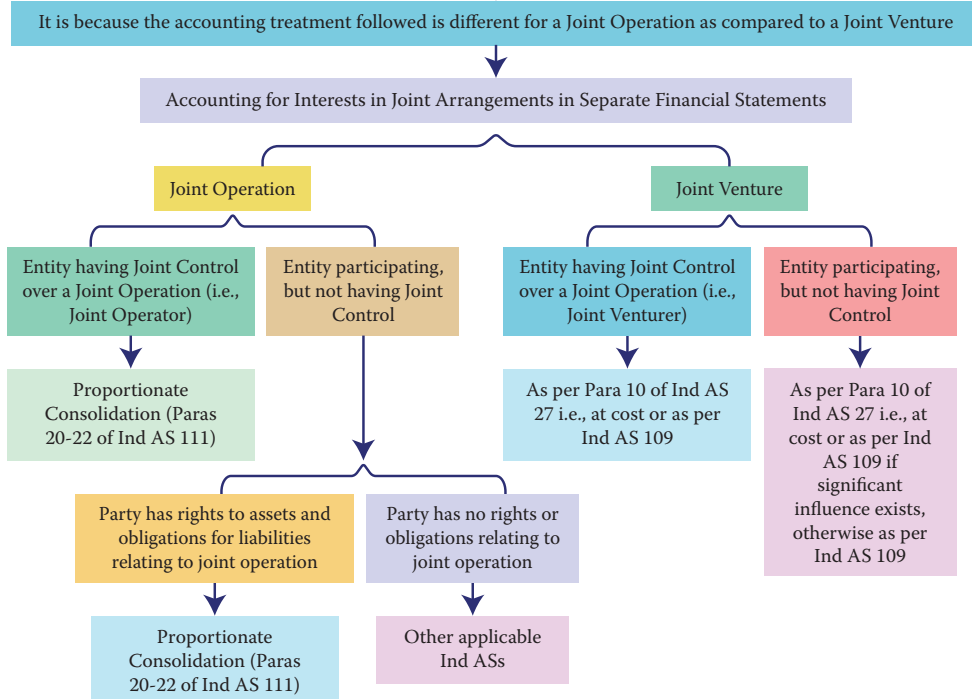 It is because the accounting treatment followed is different for a Joint Operation as compared to a Joint Venture
Accounting for Interests in Joint Arrangements in Separate Financial Statements
Joint Operation
Joint Venture
Entity having Joint Control
over a Joint Operation (i.e.,
Joint Operator)
Entity participating,
but not having Joint
Control
Entity having Joint Control
over a Joint Operation (i.e.,
Joint Venturer)
Entity participating,
but not having Joint
Control
Proportionate
Consolidation (Paras
20-22 of Ind AS 111)
As per Para 10 of Ind AS
27 i.e., at cost or as per
Ind AS 109
As per Para 10 of
Ind AS 27 i.e., at
cost or as per Ind
AS 109 if
significant
influence exists,
otherwise as per
Ind AS 109
Party has rights to assets and
obligations for liabilities
relating to joint operation
Party has no rights or
obligations relating to
joint operation
Proportionate
Consolidation (Paras
20-22 of Ind AS 111)
Other applicable
Ind ASs